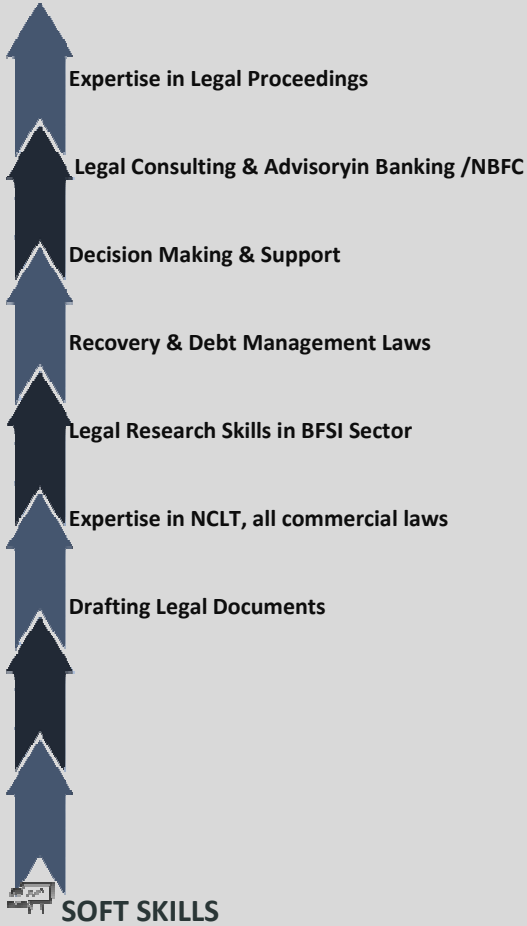 Expertise in Legal Proceedings
Legal Consulting & Advisoryin Banking /NBFC
Decision Making & Support
Recovery & Debt Management Laws
Legal Research Skills in BFSI Sector
Expertise in NCLT, all commercial laws
Drafting Legal Documents
SOFT SKILLS